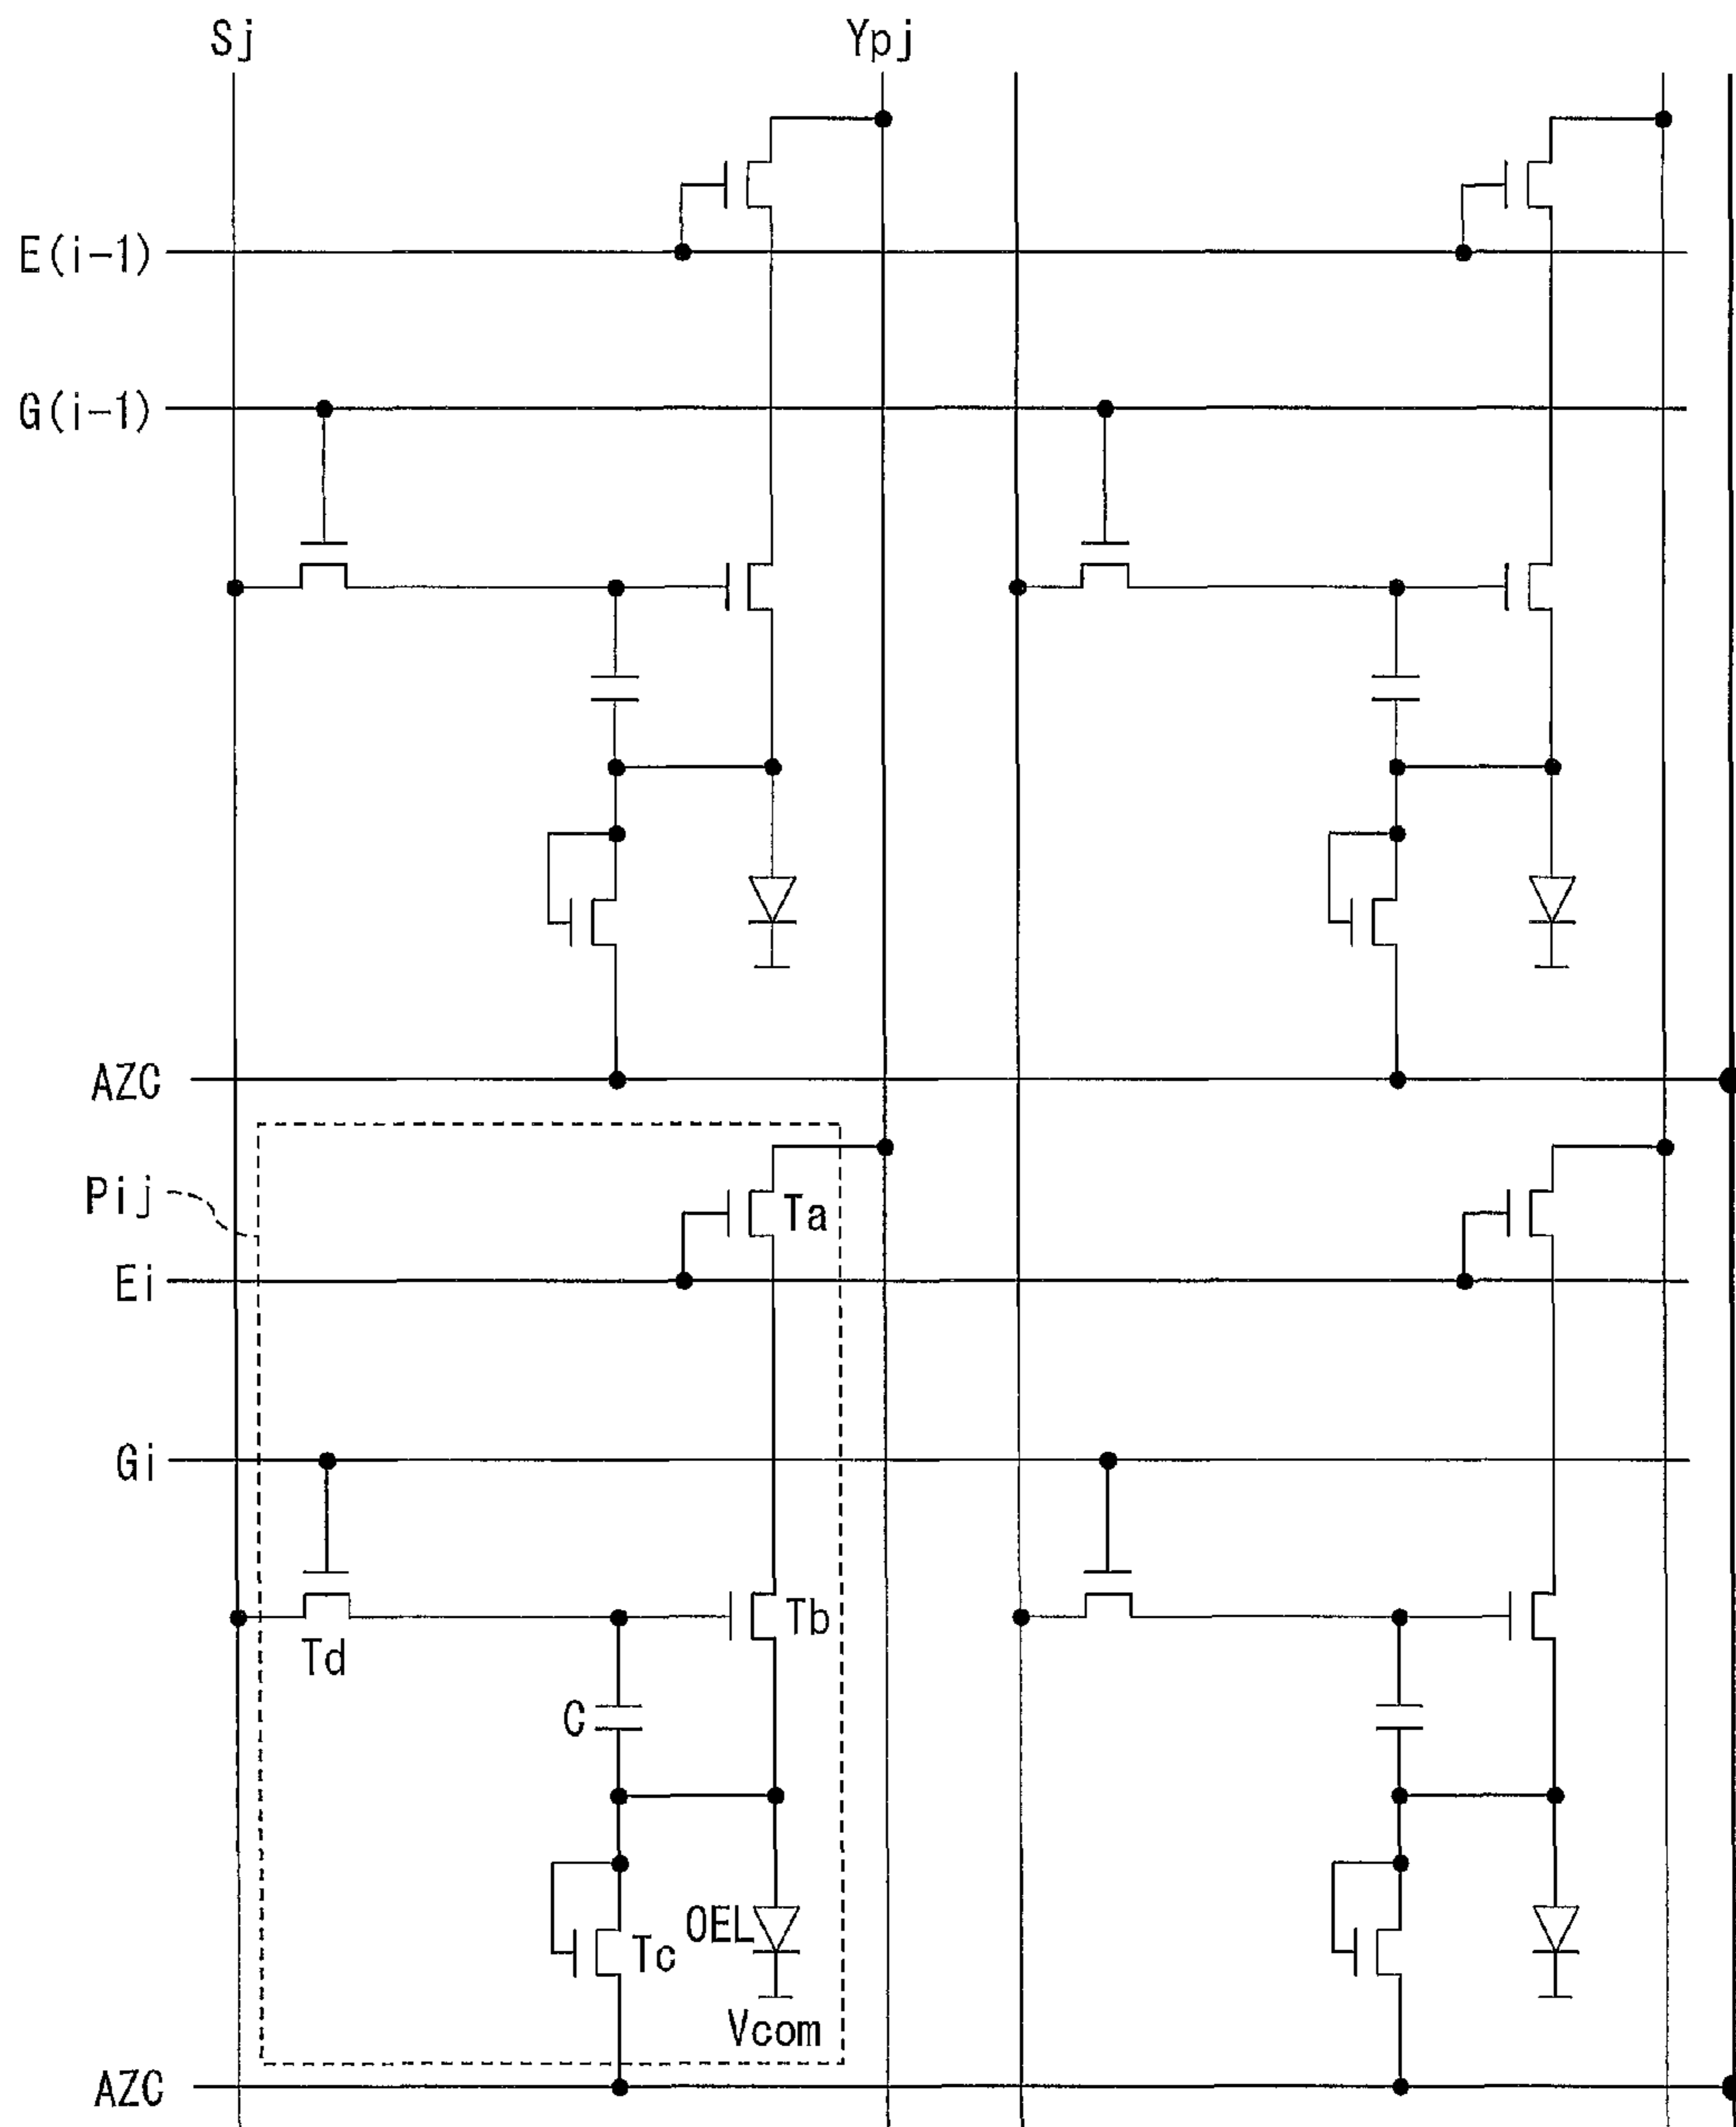 Sj
Ypj
E(i-1)
G(i-1)
AZC
Pij
Ta
Ei
Gi
Tb
Td
C
OEL
Tc
Vcom
AZC